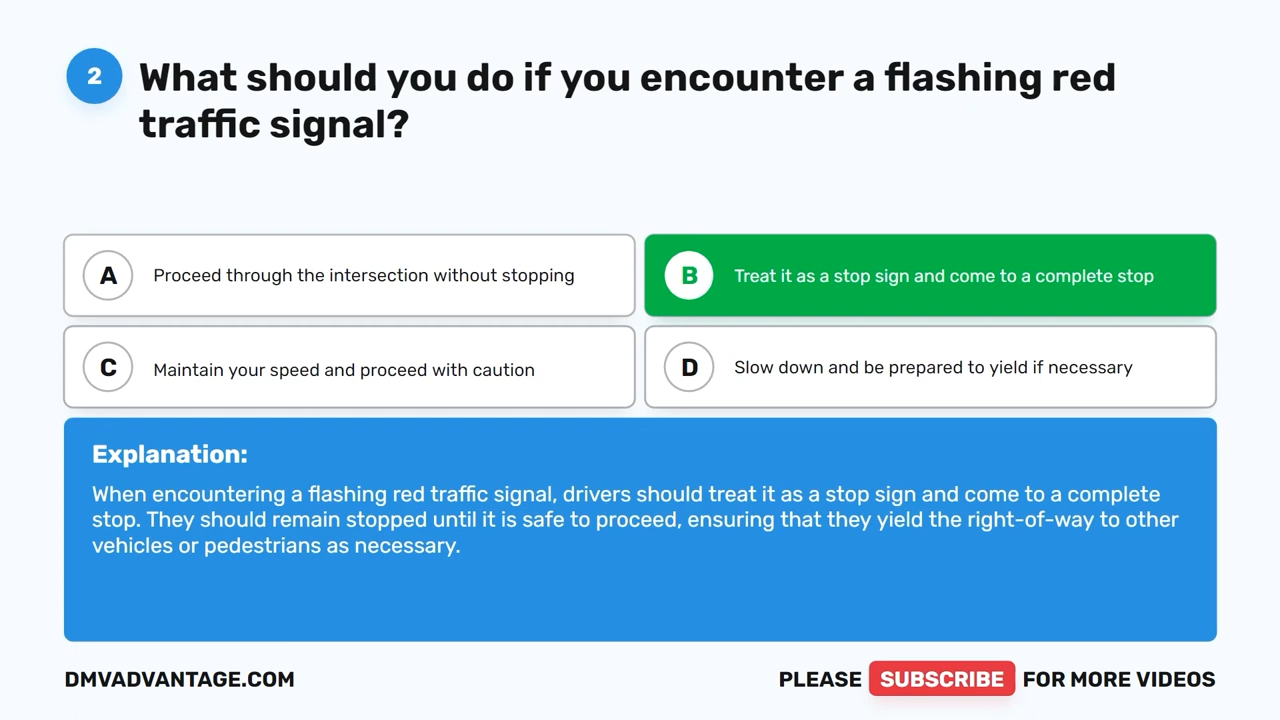 2
What should you do if you encounter a flashing red
traffic signal?
A
Proceed through the intersection without stopping
B
Treat it as a stop sign and come to a complete stop
C
Maintain your speed and proceed with caution
D
Slow down and be prepared to yield if necessary
Explanation:
When encountering a flashing red traffic signal, drivers should treat it as a stop sign and come to a complete
stop. They should remain stopped until it is safe to proceed, ensuring that they yield the right-of-way to other
vehicles or pedestrians as necessary.
DMVADVANTAGE.COM
PLEASE SUBSCRIBE FOR MORE VIDEOS